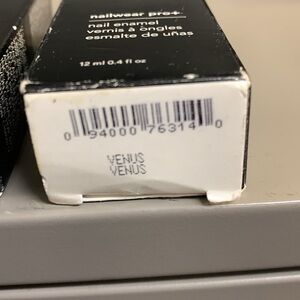 nailwear pro+
nail enamel
vernis à ongles
esmalte de uñas
12 ml 0.4 fl oz
0 94000 76314 0
VENUS
VENUS